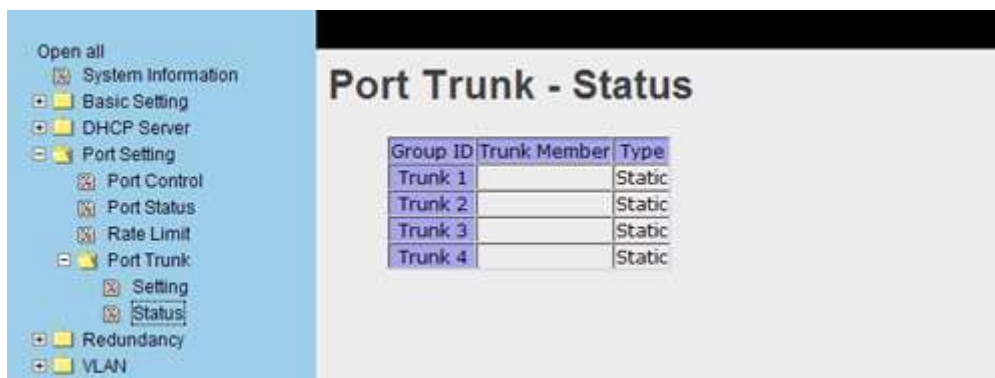 Open all
System Information
Basic Setting
DHCP Server
Port Setting
Port Control
Port Status
Rate Limit
Port Trunk
Setting
Status
Redundancy
VLAN
Port Trunk - Status
Group ID Trunk Member Type
Trunk 1 Static
Trunk 2 Static
Trunk 3 Static
Trunk 4 Static